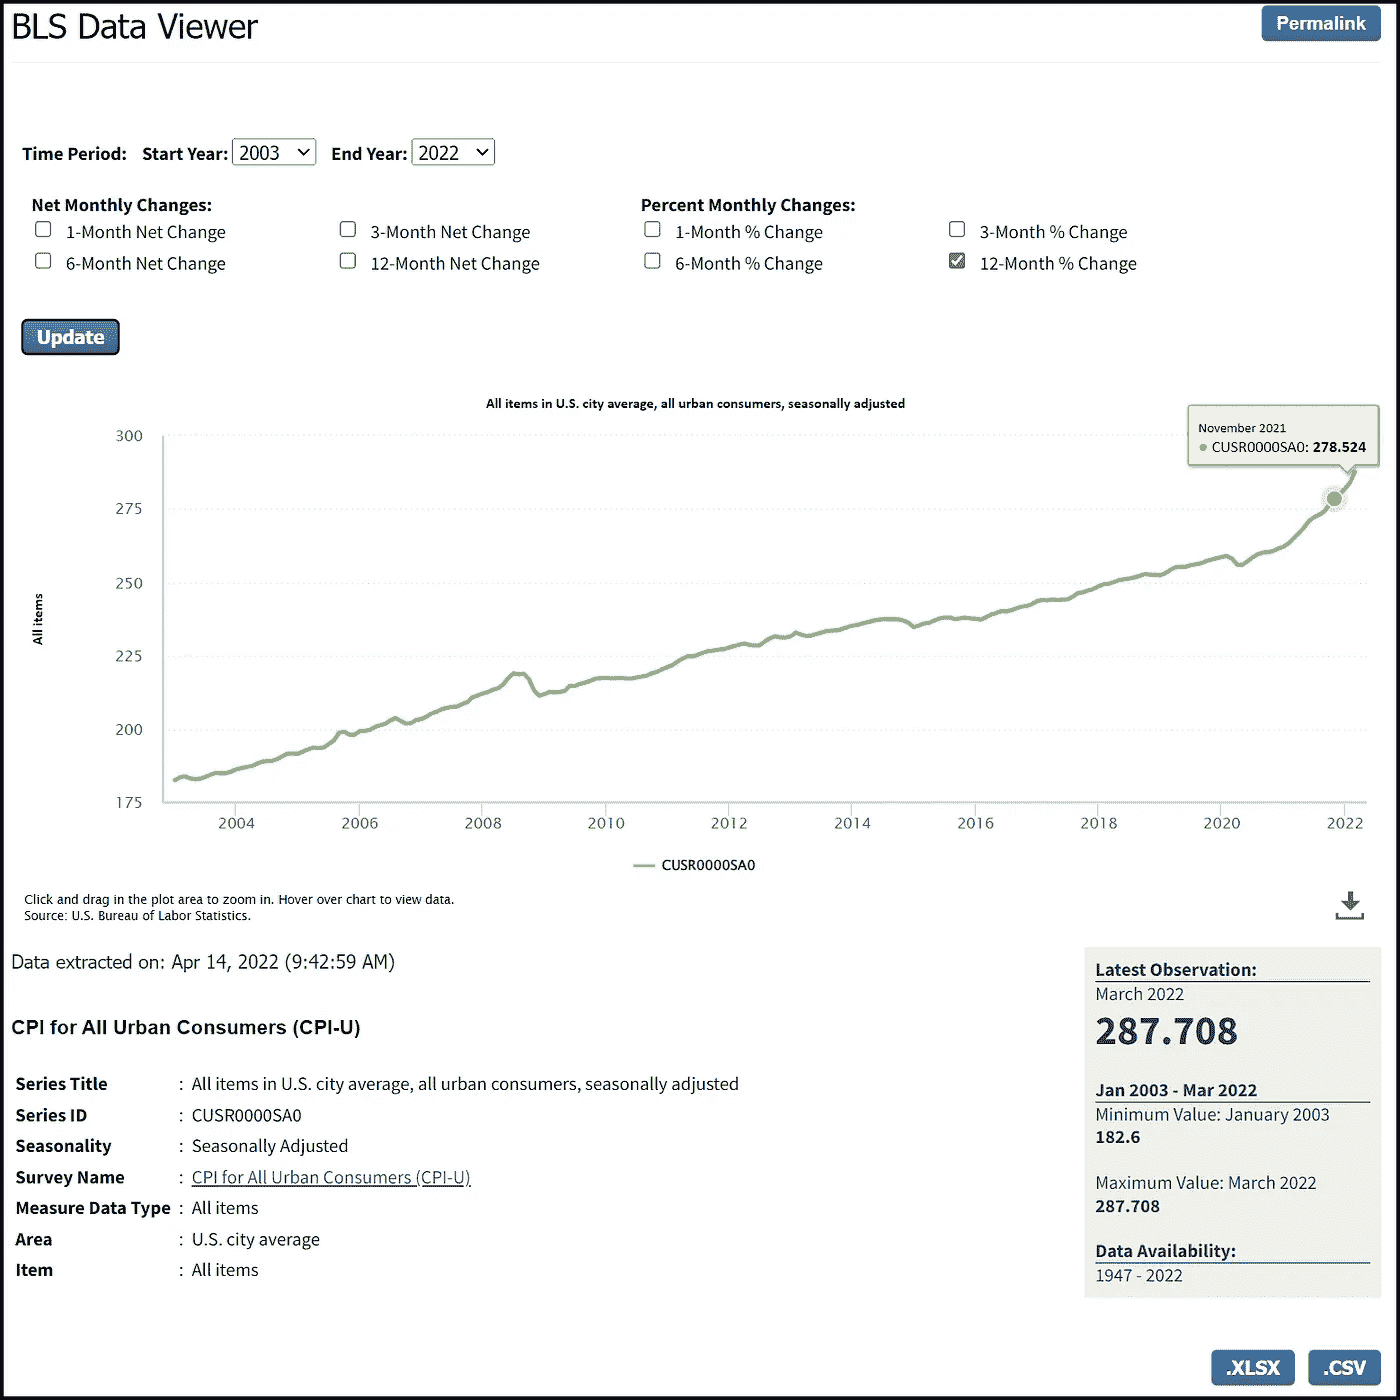 BLS Data Viewer
Permalink
Time Period: Start Year: 2003 End Year: 2022
Net Monthly Changes: Percent Monthly Changes:
1-Month Net Change 3-Month Net Change 1-Month % Change 3-Month % Change
6-Month Net Change 12-Month Net Change 6-Month % Change 12-Month % Change
Update
All items in U.S. city average, all urban consumers, seasonally adjusted
November 2021
CUSR0000SA0: 278.524
300
275
250
225
200
175
All items
2004 2006 2008 2010 2012 2014 2016 2018 2020 2022
CUSR0000SA0
Click and drag in the plot area to zoom in. Hover over chart to view data.
Source: U.S. Bureau of Labor Statistics.
Data extracted on: Apr 14, 2022 (9:42:59 AM)
CPI for All Urban Consumers (CPI-U)
Series Title : All items in U.S. city average, all urban consumers, seasonally adjusted
Series ID : CUSR0000SA0
Seasonality : Seasonally Adjusted
Survey Name : CPI for All Urban Consumers (CPI-U)
Measure Data Type : All items
Area : U.S. city average
Item : All items
Latest Observation:
March 2022
287.708
Jan 2003 - Mar 2022
Minimum Value: January 2003
182.6
Maximum Value: March 2022
287.708
Data Availability:
1947 - 2022
.XLSX .CSV